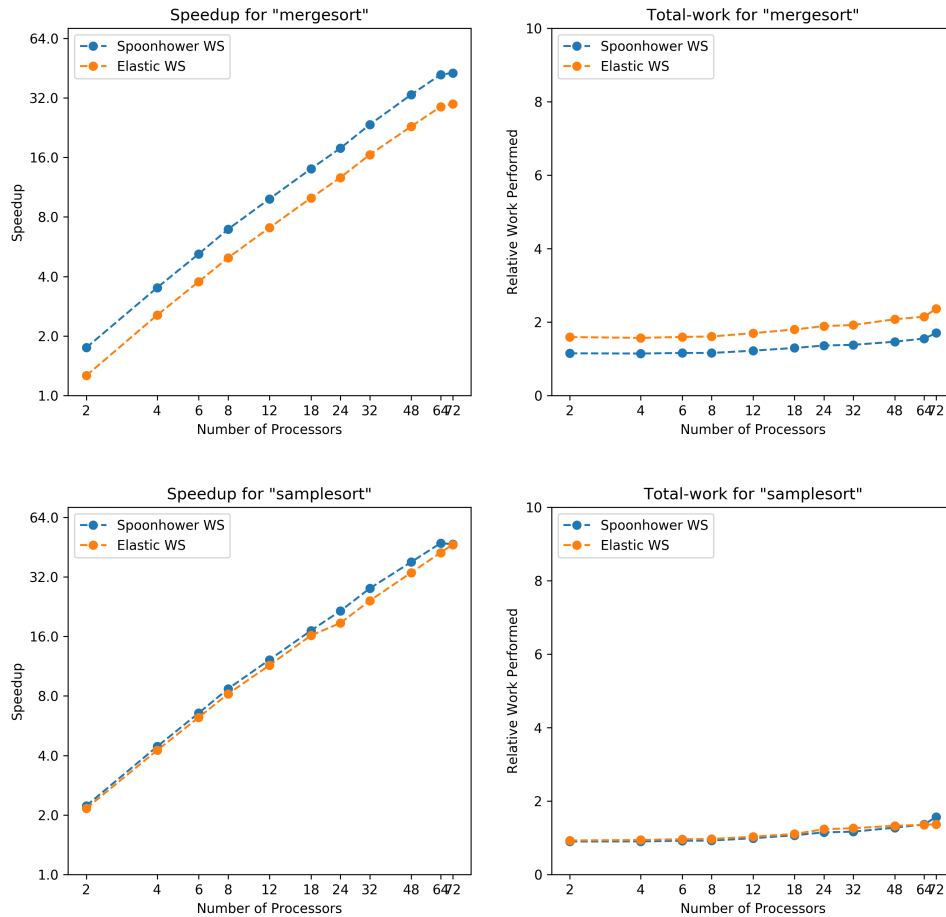 Speedup for "mergesort"
64.0
32.0
16.0
8.0
4.0
2.0
1.0
Speedup
Spoonhower WS
Elastic WS
2 4 6 8 12 18 24 32 48 64 72
Number of Processors
Total-work for "mergesort"
10
8
6
4
2
0
Relative Work Performed
Spoonhower WS
Elastic WS
2 4 6 8 12 18 24 32 48 64 72
Number of Processors
Speedup for "samplesort"
64.0
32.0
16.0
8.0
4.0
2.0
1.0
Speedup
Spoonhower WS
Elastic WS
2 4 6 8 12 18 24 32 48 64 72
Number of Processors
Total-work for "samplesort"
10
8
6
4
2
0
Relative Work Performed
Spoonhower WS
Elastic WS
2 4 6 8 12 18 24 32 48 64 72
Number of Processors